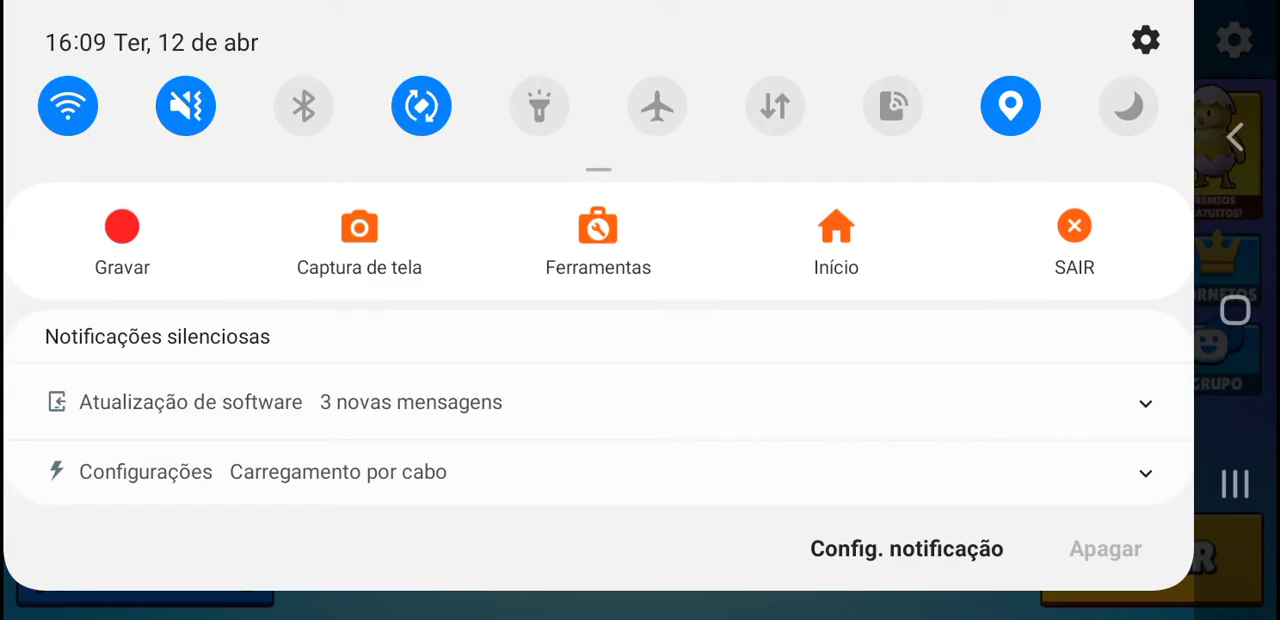 16:09 Ter, 12 de abr
Gravar
Captura de tela
Ferramentas
Início
SAIR
Notificações silenciosas
Atualização de software 3 novas mensagens
Configurações Carregamento por cabo
Config. notificação
Apagar
GRUPO